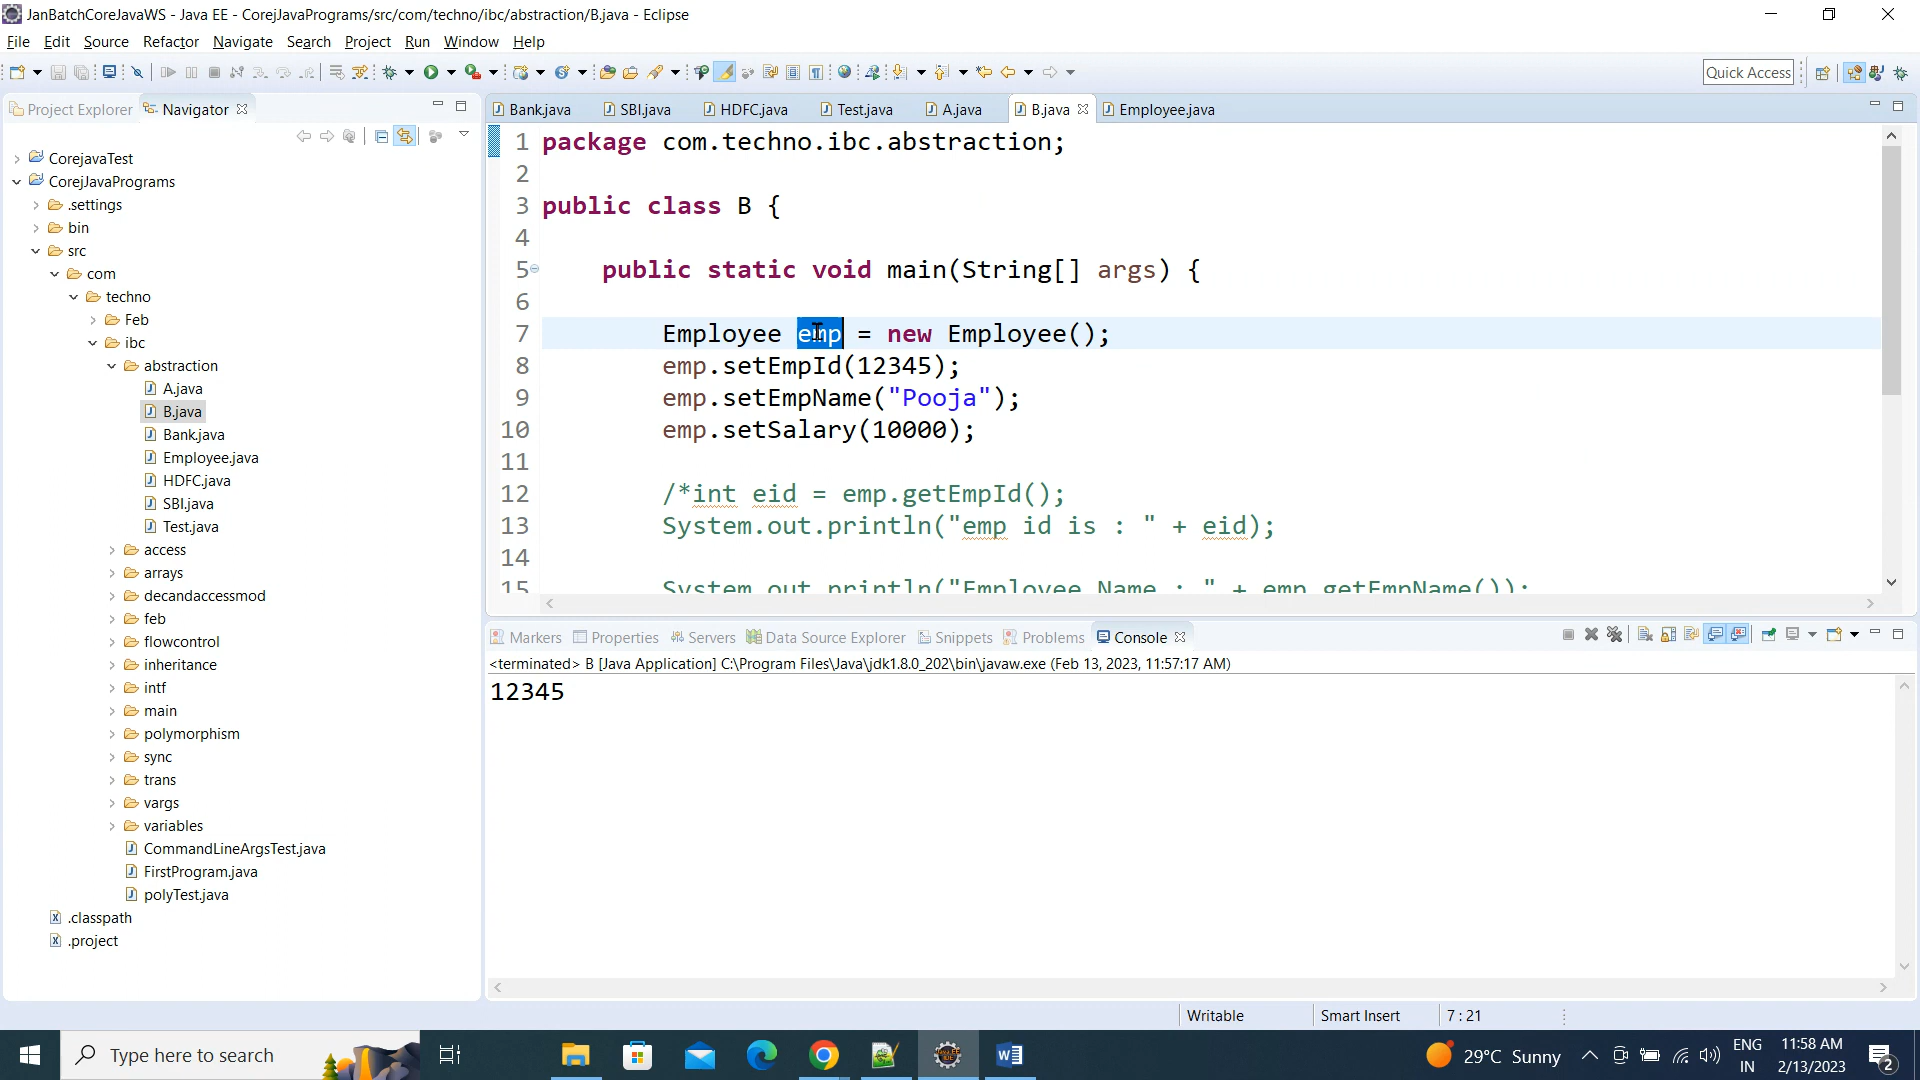 JanBatchCoreJavaWS - Java EE - CorejJavaPrograms/src/com/techno/ibc/abstraction/B.java - Eclipse
File Edit Source Refactor Navigate Search Project Run Window Help
Quick Access
Project Explorer Navigator
CorejavaTest
CorejJavaPrograms
.settings
bin
src
com
techno
Feb
ibc
abstraction
A.java
B.java
Bank.java
Employee.java
HDFC.java
SBI.java
Test.java
access
arrays
decandaccessmod
feb
flowcontrol
inheritance
intf
main
polymorphism
sync
trans
vargs
variables
CommandLineArgsTest.java
FirstProgram.java
polyTest.java
.classpath
.project
Bank.java SBI.java HDFC.java Test.java A.java B.java Employee.java
1 package com.techno.ibc.abstraction;
2
3 public class B {
4
5 public static void main(String[] args) {
6
7 Employee emp = new Employee();
8 emp.setEmpId(12345);
9 emp.setEmpName("Pooja");
10 emp.setSalary(10000);
11
12 /*int eid = emp.getEmpId();
13 System.out.println("emp id is : " + eid);
14
15 System.out.println("Employee Name : " + emp.getEmpName());
Markers Properties Servers Data Source Explorer Snippets Problems Console
<terminated> B [Java Application] C:\Program Files\Java\jdk1.8.0_202\bin\javaw.exe (Feb 13, 2023, 11:57:17 AM)
12345
Writable Smart Insert 7 : 21
Type here to search
29°C Sunny
ENG
IN
11:58 AM
2/13/2023
2